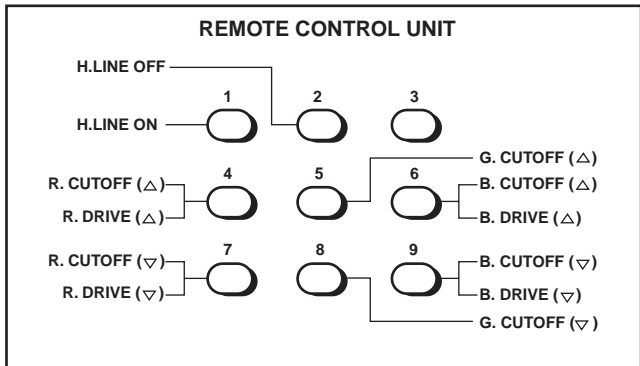 REMOTE CONTROL UNIT
H.LINE OFF
1 2 3
H.LINE ON
G. CUTOFF (△)
4 5 6
R. CUTOFF (△) B. CUTOFF (△)
R. DRIVE (△) B. DRIVE (△)
7 8 9
R. CUTOFF (▽) B. CUTOFF (▽)
R. DRIVE (▽) B. DRIVE (▽)
G. CUTOFF (▽)